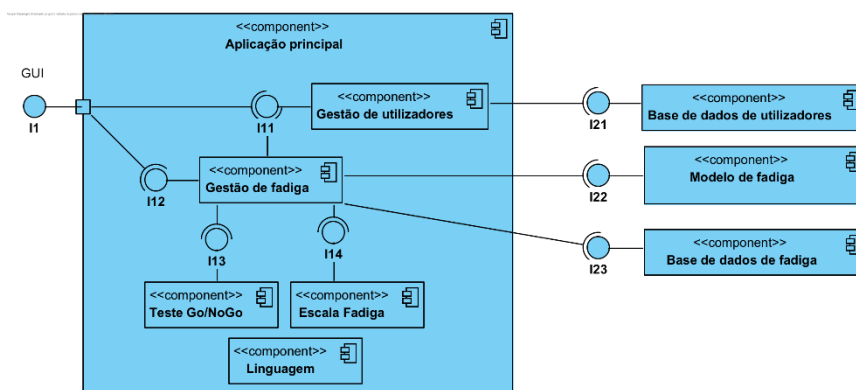 <<component>>
Aplicação principal
GUI
I1
I11
<<component>>
Gestão de utilizadores
I21
<<component>>
Base de dados de utilizadores
I12
<<component>>
Gestão de fadiga
I22
<<component>>
Modelo de fadiga
I13
I14
I23
<<component>>
Base de dados de fadiga
<<component>>
Teste Go/NoGo
<<component>>
Escala Fadiga
<<component>>
Linguagem